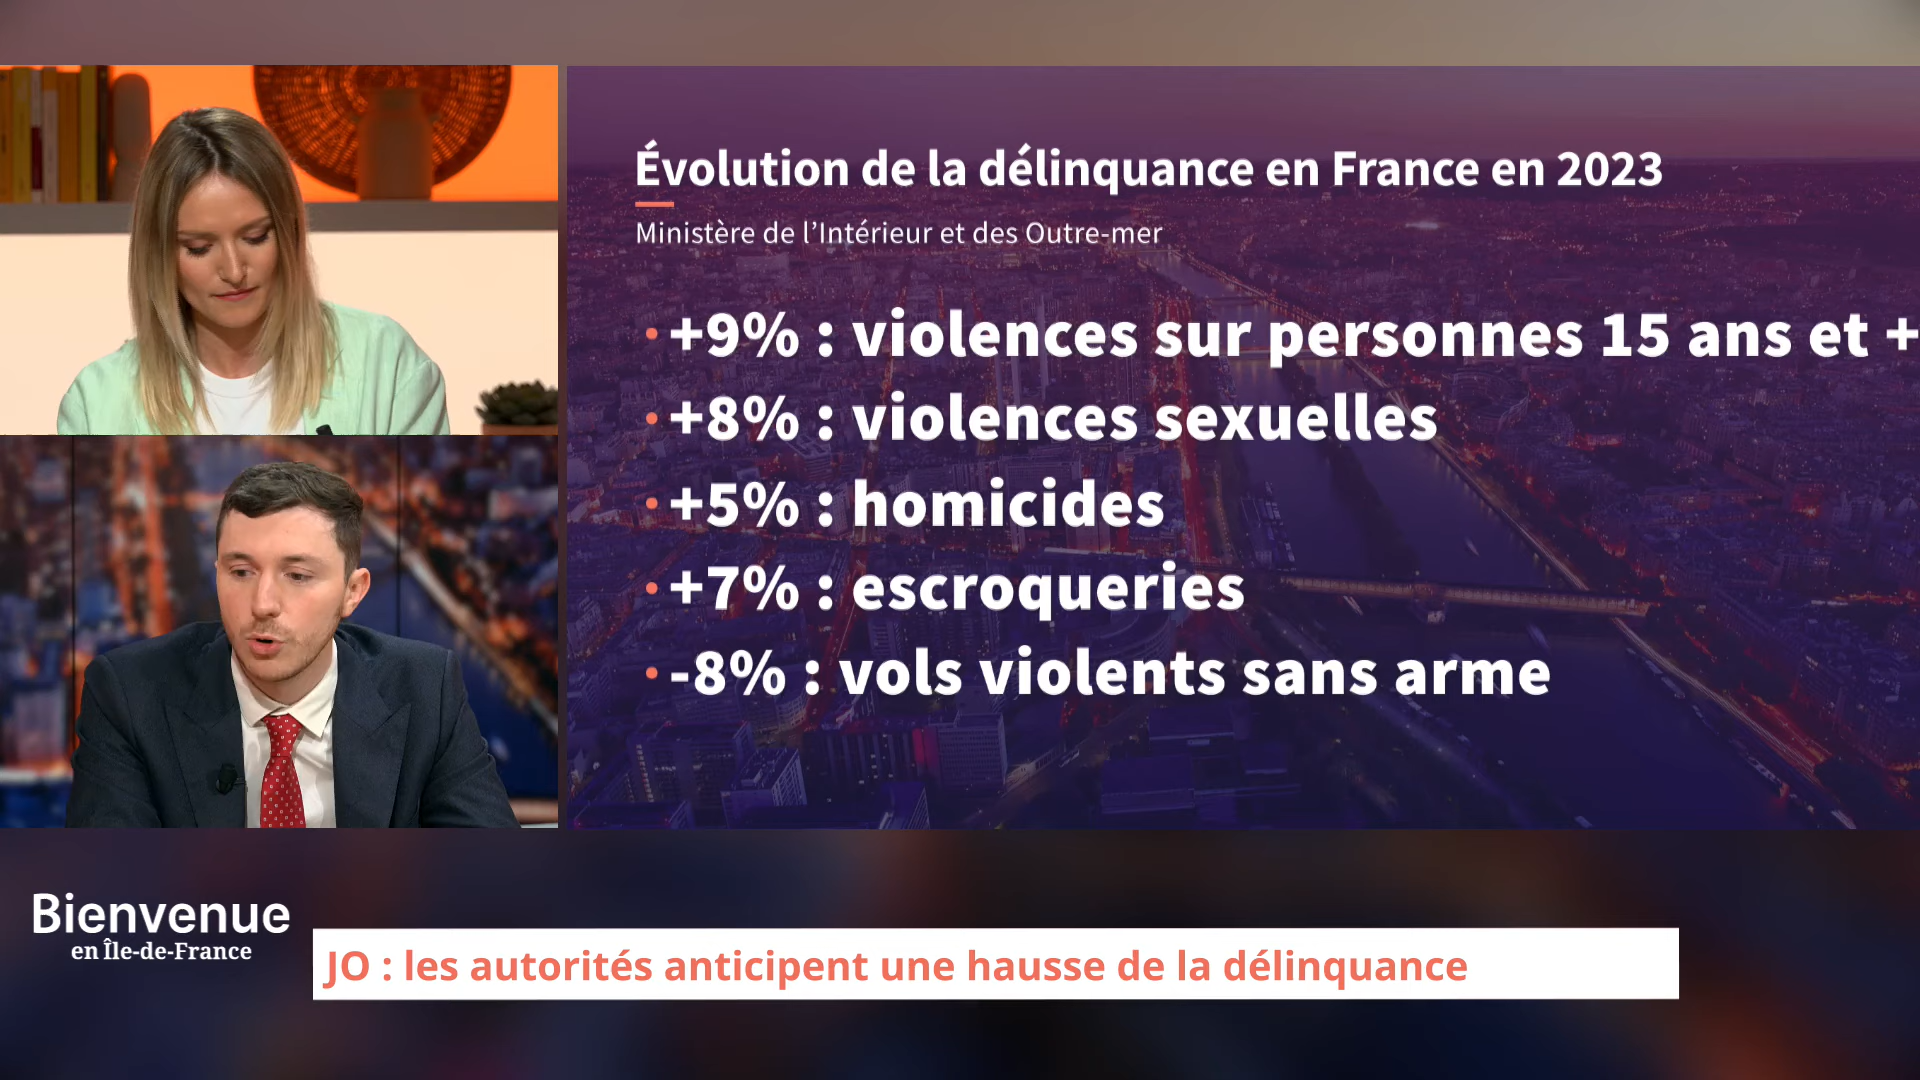 Évolution de la délinquance en France en 2023
Ministère de l'Intérieur et des Outre-mer
• +9% : violences sur personnes 15 ans et +
• +8% : violences sexuelles
• +5% : homicides
• +7% : escroqueries
• -8% : vols violents sans arme
Bienvenue
en Île-de-France
JO : les autorités anticipent une hausse de la délinquance